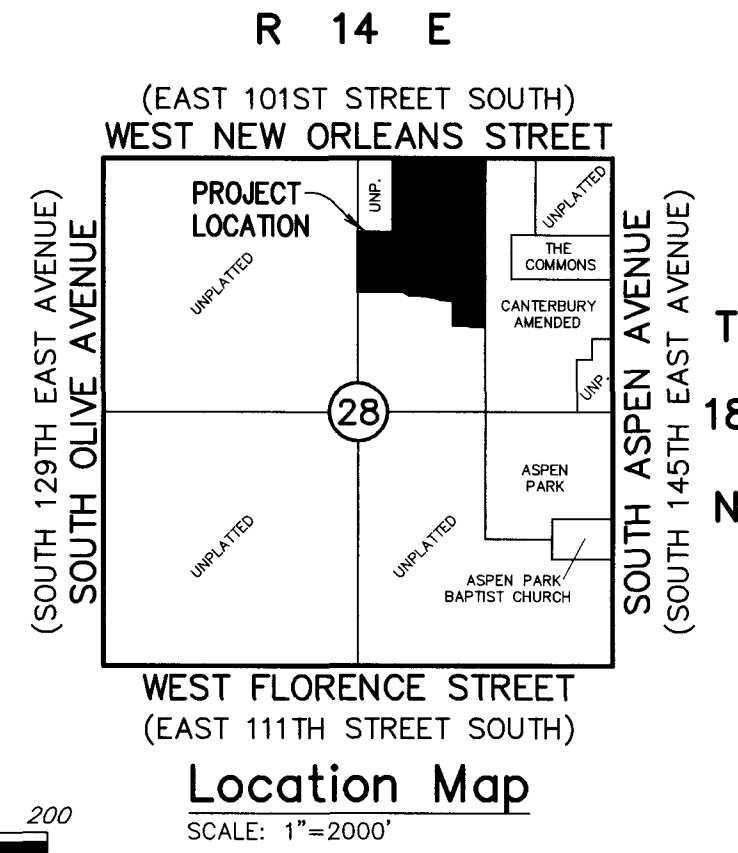 R 14 E
(EAST 101ST STREET SOUTH)
WEST NEW ORLEANS STREET
PROJECT
LOCATION
UNP.
UNPLATTED
UNPLATTED
THE
COMMONS
CANTERBURY
AMENDED
UNP.
(SOUTH 129TH EAST AVENUE)
SOUTH OLIVE AVENUE
28
SOUTH ASPEN AVENUE
(SOUTH 145TH EAST AVENUE)
T
18
N
ASPEN
PARK
UNPLATTED
UNPLATTED
ASPEN PARK
BAPTIST CHURCH
WEST FLORENCE STREET
(EAST 111TH STREET SOUTH)
Location Map
SCALE: 1"=2000'
200